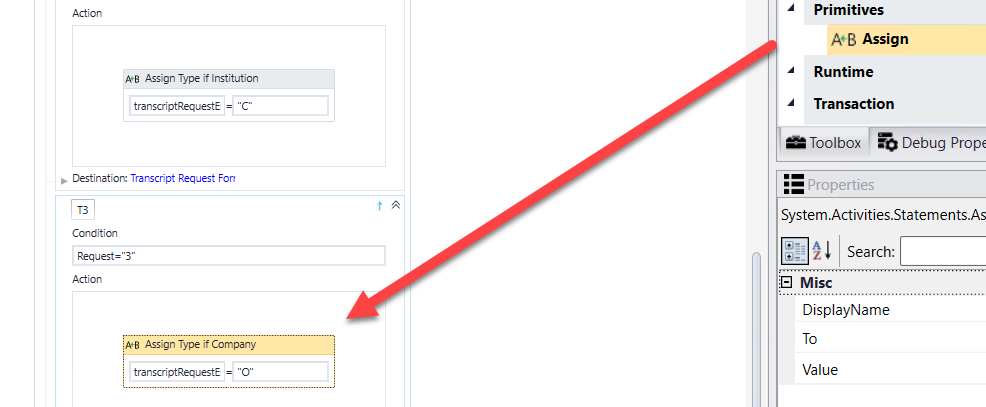 Action
A+B Assign Type if Institution
transcriptRequestE = "C"
Destination: Transcript Request Forr
T3
Condition
Request="3"
Action
A+B Assign Type if Company
transcriptRequestE = "O"
Primitives
A+B Assign
Runtime
Transaction
Toolbox Debug Prope
Properties
System.Activities.Statements.As
A Z Search:
Misc
DisplayName
To
Value